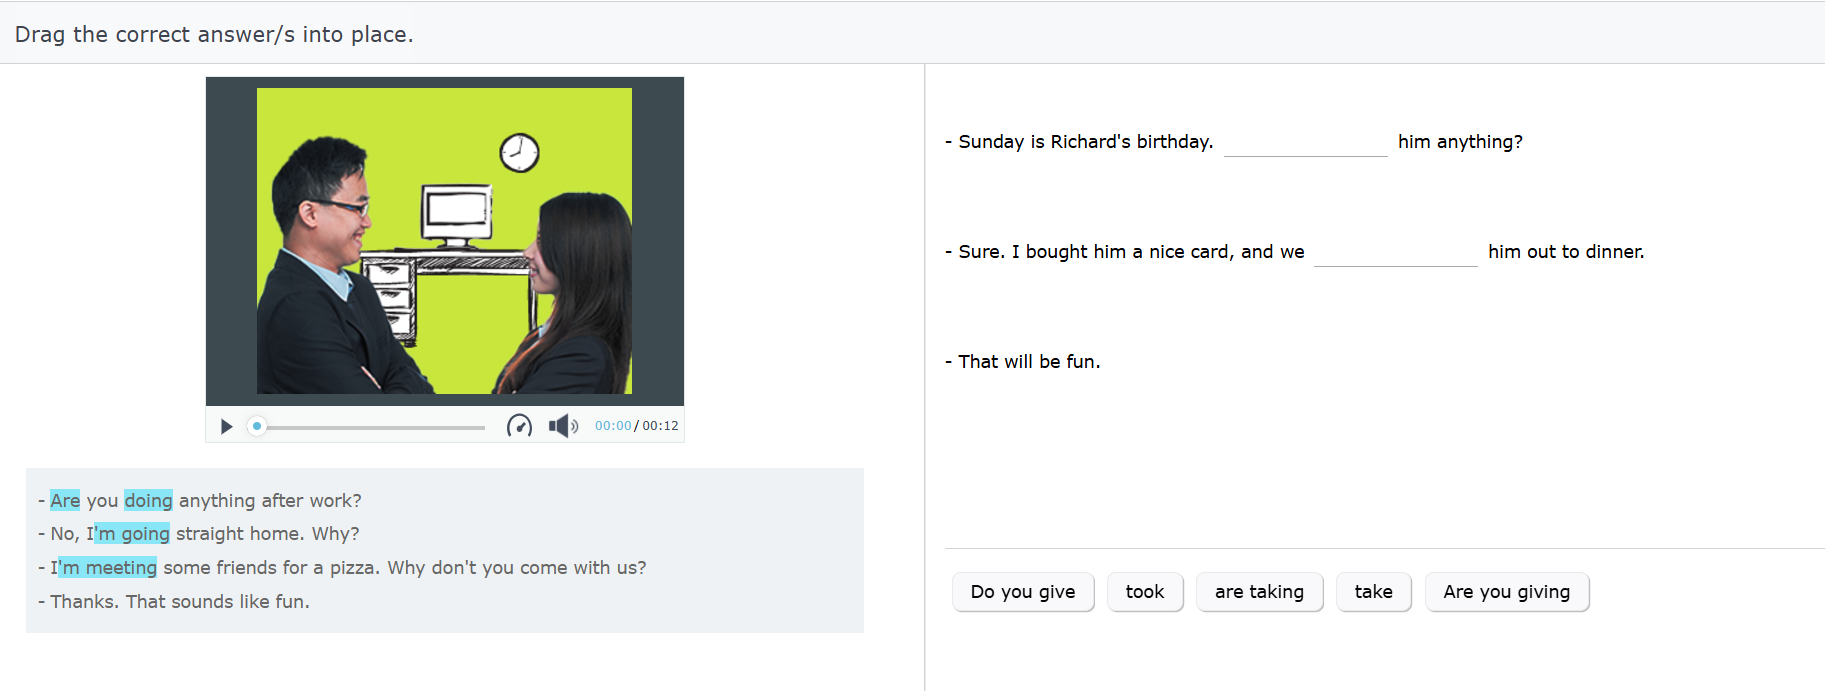 Drag the correct answer/s into place.
00:00/00:12
- Are you doing anything after work?
- No, I'm going straight home. Why?
- I'm meeting some friends for a pizza. Why don't you come with us?
- Thanks. That sounds like fun.
- Sunday is Richard's birthday. him anything?
- Sure. I bought him a nice card, and we him out to dinner.
- That will be fun.
Do you give took are taking take Are you giving